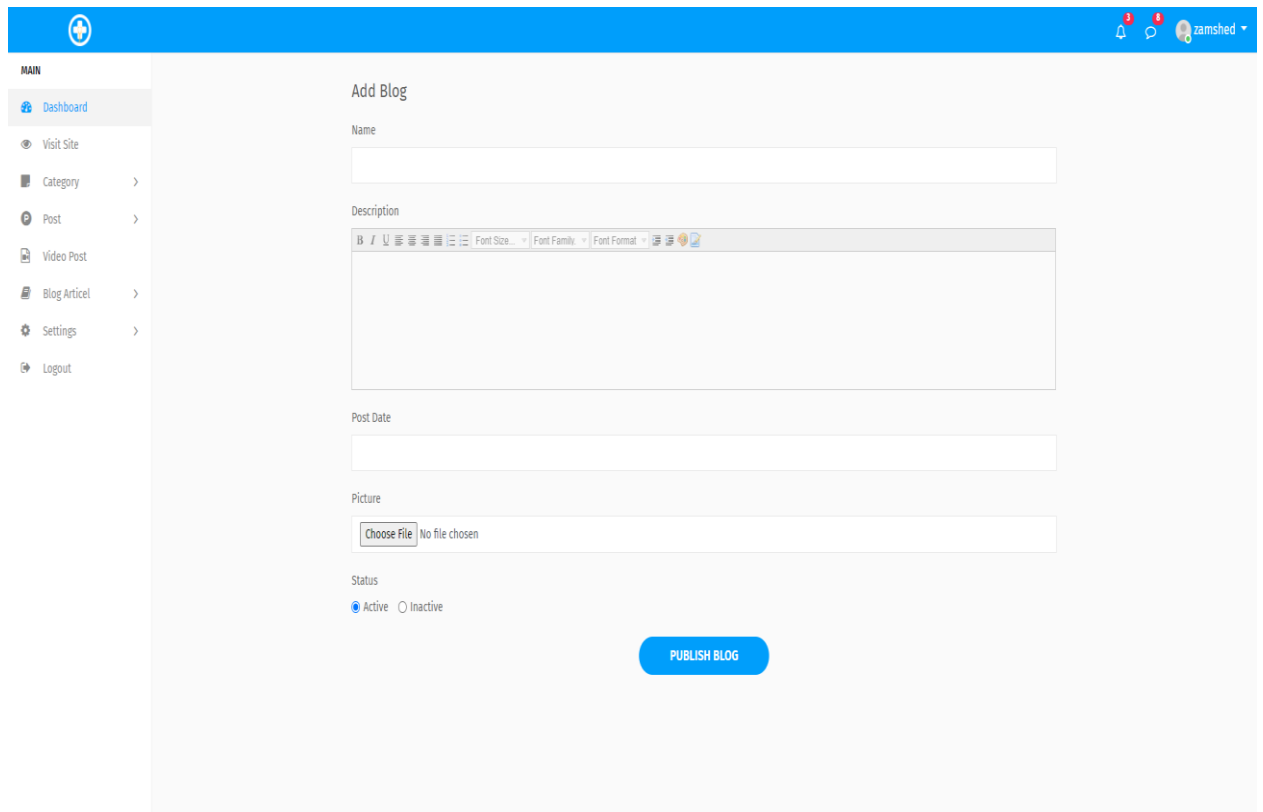 3 8 zamshed
MAIN
Dashboard
Visit Site
Category
Post
Video Post
Blog Articel
Settings
Logout
Add Blog
Name
Description
B I U Font Size... Font Family. Font Format
Post Date
Picture
Choose File No file chosen
Status
Active Inactive
PUBLISH BLOG